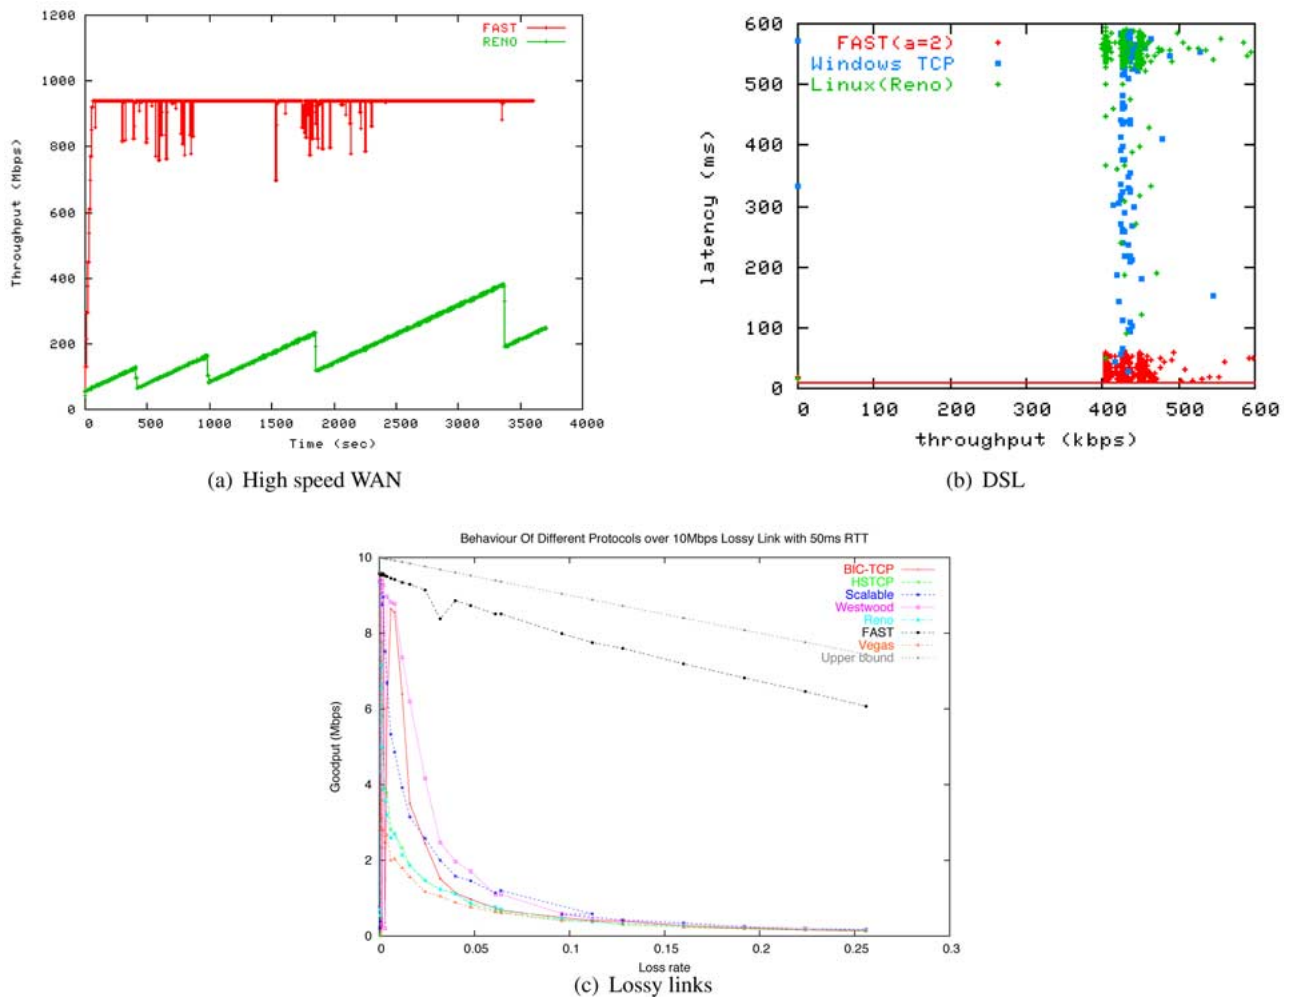 1200
1000
800
600
400
200
0
Throughput (Mbps)
FAST
RENO
0 500 1000 1500 2000 2500 3000 3500 4000
Time (sec)
(a) High speed WAN
600
500
400
300
200
100
0
latency (ms)
FAST(a=2)
Windows TCP
Linux(Reno)
0 100 200 300 400 500 600
throughput (kbps)
(b) DSL
Behaviour Of Different Protocols over 10Mbps Lossy Link with 50ms RTT
10
8
6
4
2
0
Goodput (Mbps)
BIC-TCP
HSTCP
Scalable
Westwood
Reno
FAST
Vegas
Upper bound
0 0.05 0.1 0.15 0.2 0.25 0.3
Loss rate
(c) Lossy links